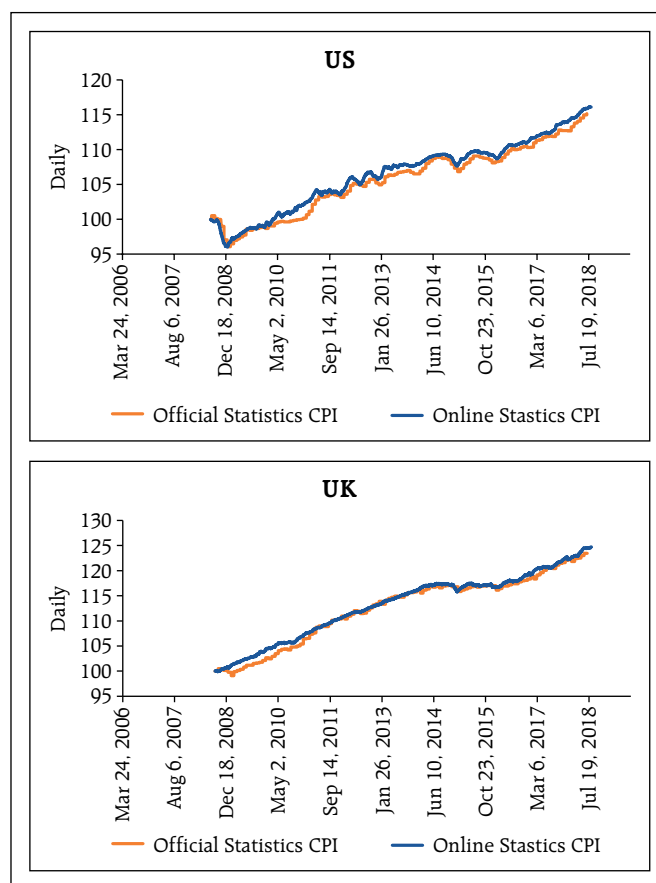 US
120
115
110
105
100
95
Daily
Mar 24, 2006
Aug 6, 2007
Dec 18, 2008
May 2, 2010
Sep 14, 2011
Jan 26, 2013
Jun 10, 2014
Oct 23, 2015
Mar 6, 2017
Jul 19, 2018
Official Statistics CPI Online Stastics CPI
UK
130
125
120
115
110
105
100
95
Daily
Mar 24, 2006
Aug 6, 2007
Dec 18, 2008
May 2, 2010
Sep 14, 2011
Jan 26, 2013
Jun 10, 2014
Oct 23, 2015
Mar 6, 2017
Jul 19, 2018
Official Statistics CPI Online Stastics CPI